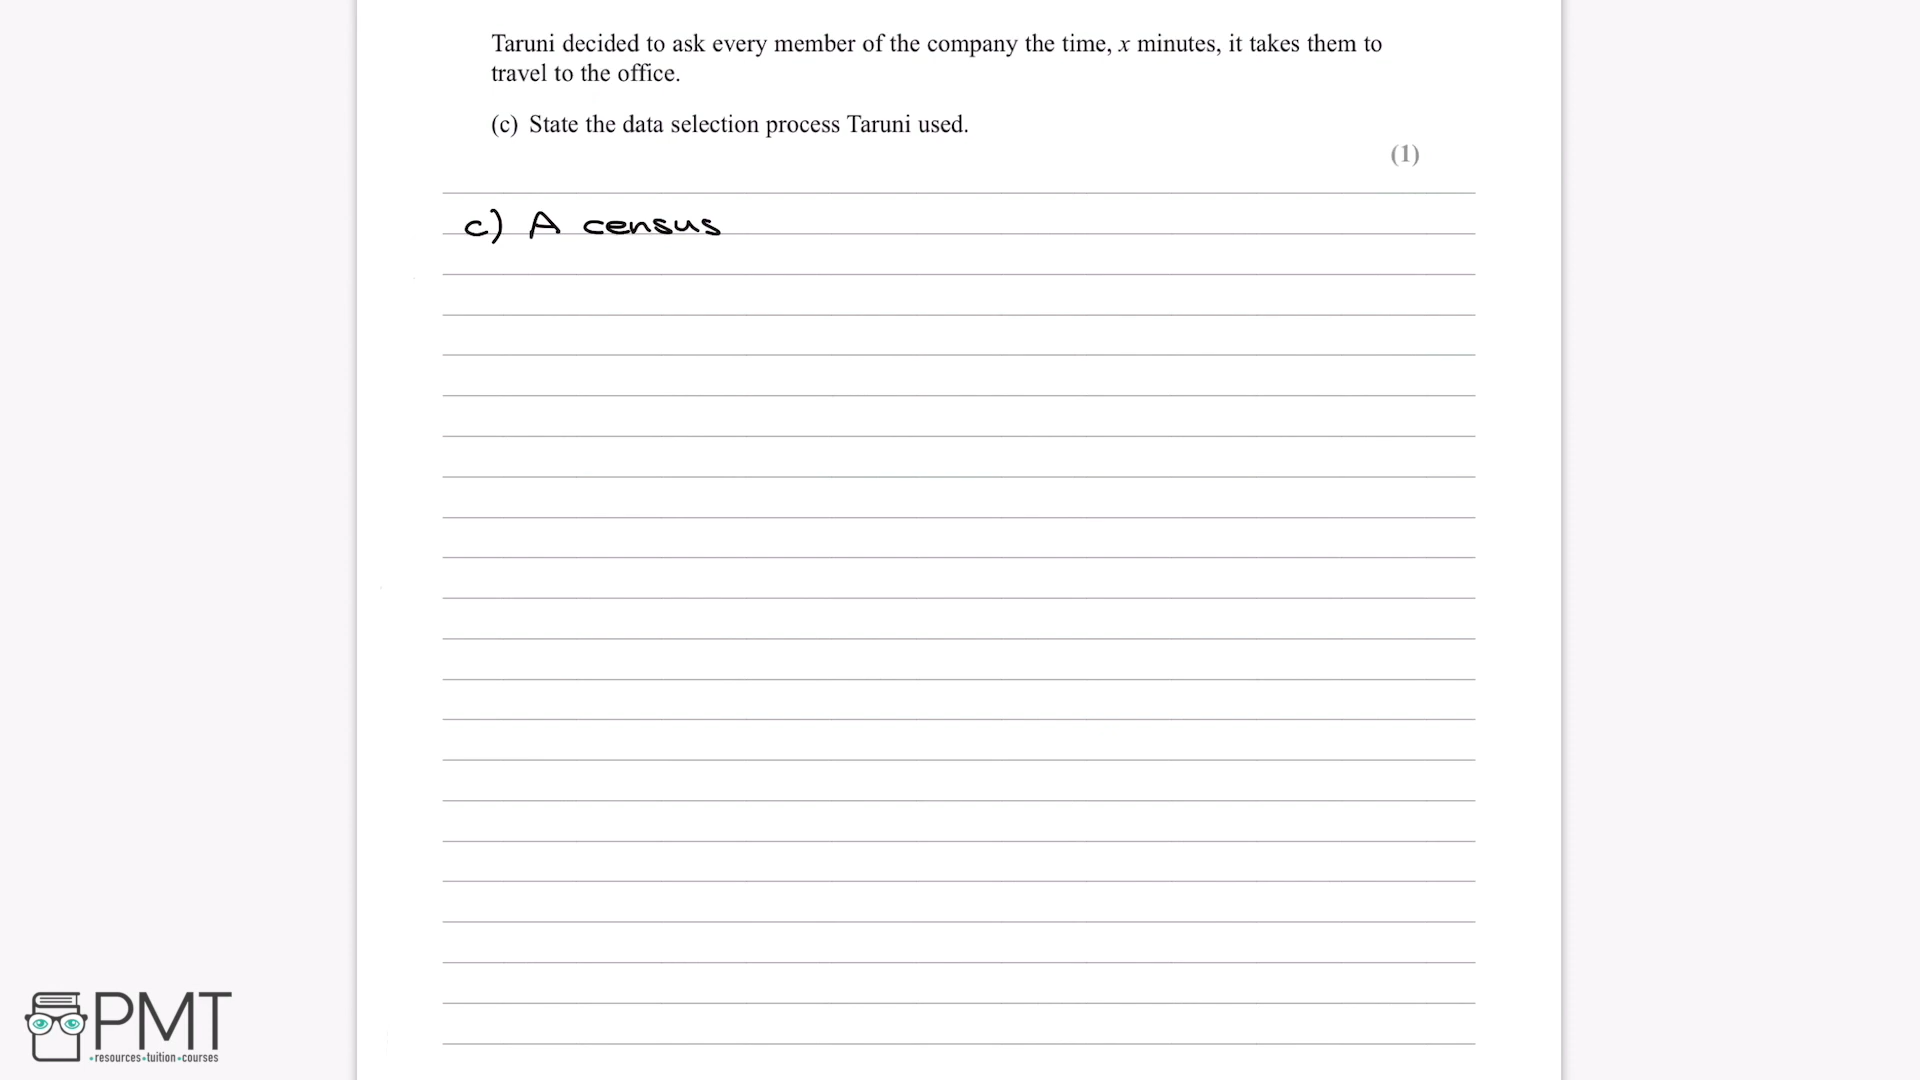 Taruni decided to ask every member of the company the time, x minutes, it takes them to
travel to the office.
(c) State the data selection process Taruni used.
(1)
c) A census
PMT
•resources•tuition•courses